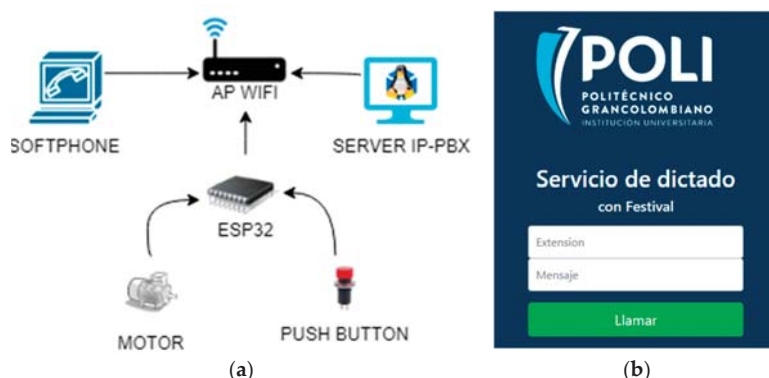 AP WIFI
SOFTPHONE
SERVER IP-PBX
ESP32
MOTOR
PUSH BUTTON
(a)
POLI
POLITÉCNICO
GRANCOLOMBIANO
INSTITUCIÓN UNIVERSITARIA
Servicio de dictado
con Festival
Extension
Mensaje
Llamar
(b)